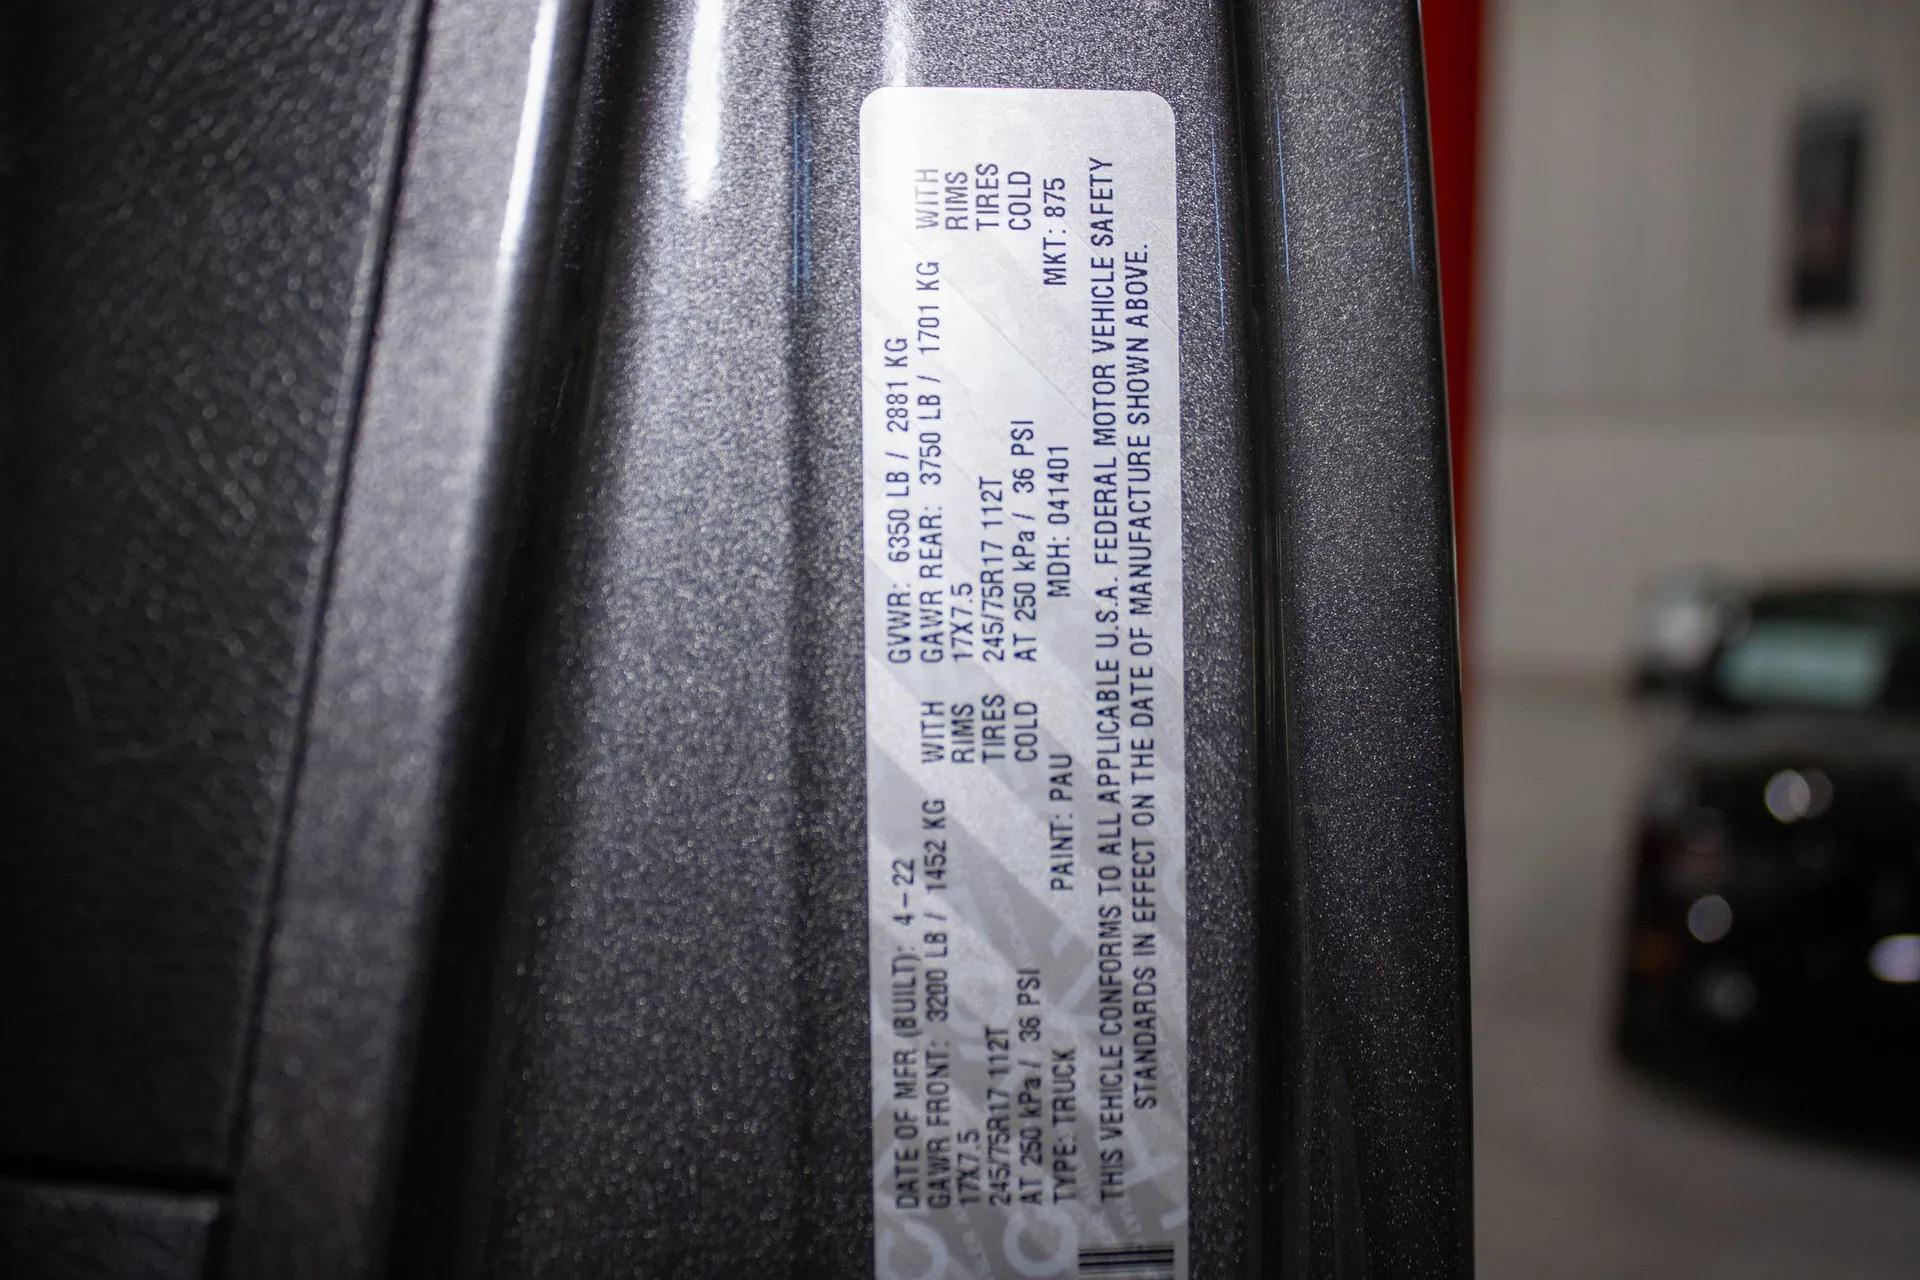 DATE OF MFR (BUILT): 4-22 GVWR: 6350 LB / 2881 KG
GAWR FRONT: 3200 LB / 1452 KG WITH GAWR REAR: 3750 LB / 1701 KG WITH
17X7.5 RIMS 17X7.5 RIMS
245/75R17 112T TIRES 245/75R17 112T TIRES
AT 250 kPa / 36 PSI COLD AT 250 kPa / 36 PSI COLD
TYPE: TRUCK PAINT: PAU MDH: 041401 MKT: 875
THIS VEHICLE CONFORMS TO ALL APPLICABLE U.S.A. FEDERAL MOTOR VEHICLE SAFETY
STANDARDS IN EFFECT ON THE DATE OF MANUFACTURE SHOWN ABOVE.